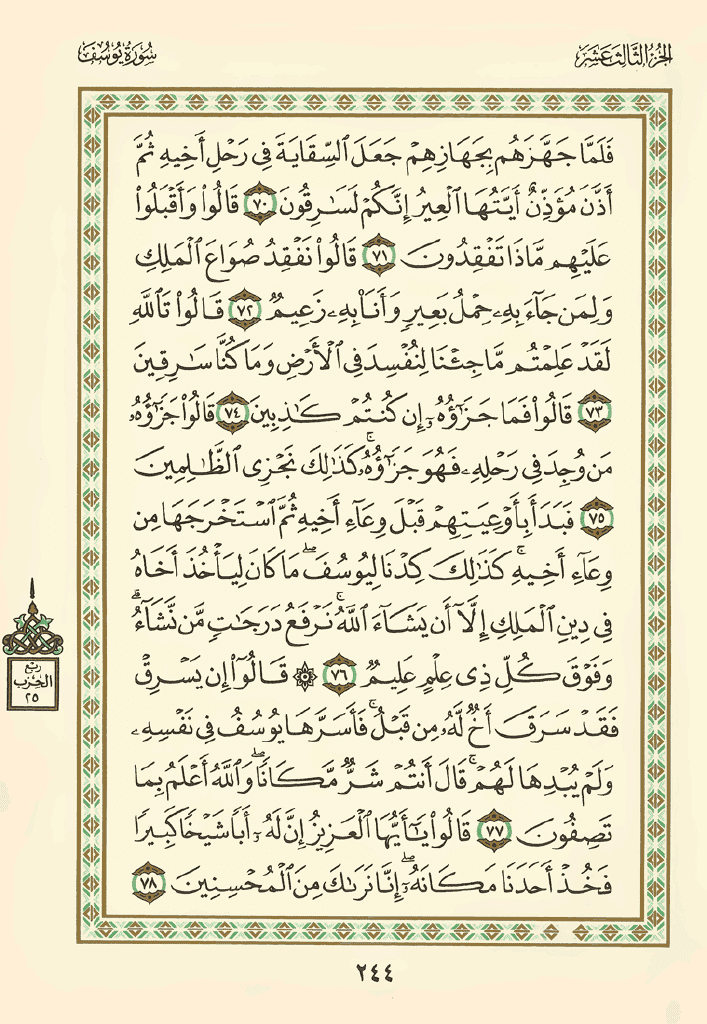 الجزء الثالث عشر
سورة يوسف
فَلَمَّا جَهَّزَهُم بِجَهَازِهِمۡ جَعَلَ ٱلسِّقَايَةَ فِي رَحۡلِ أَخِيهِ ثُمَّ
أَذَّنَ مُؤَذِّنٌ أَيَّتُهَا ٱلۡعِيرُ إِنَّكُمۡ لَسَٰرِقُونَ ٧٠ قَالُواْ وَأَقۡبَلُواْ
عَلَيۡهِم مَّاذَا تَفۡقِدُونَ ٧١ قَالُواْ نَفۡقِدُ صُوَاعَ ٱلۡمَلِكِ
وَلِمَن جَآءَ بِهِۦ حِمۡلُ بَعِيرٖ وَأَنَا۠ بِهِۦ زَعِيمٞ ٧٢ قَالُواْ تَٱللَّهِ
لَقَدۡ عَلِمۡتُم مَّا جِئۡنَا لِنُفۡسِدَ فِي ٱلۡأَرۡضِ وَمَا كُنَّا سَٰرِقِينَ
٧٣ قَالُواْ فَمَا جَزَٰٓؤُهُۥٓ إِن كُنتُمۡ كَٰذِبِينَ ٧٤ قَالُواْ جَزَٰٓؤُهُۥ
مَن وُجِدَ فِي رَحۡلِهِۦ فَهُوَ جَزَٰٓؤُهُۥۚ كَذَٰلِكَ نَجۡزِي ٱلظَّٰلِمِينَ
٧٥ فَبَدَأَ بِأَوۡعِيَتِهِمۡ قَبۡلَ وِعَآءِ أَخِيهِ ثُمَّ ٱسۡتَخۡرَجَهَا مِن
وِعَآءِ أَخِيهِۚ كَذَٰلِكَ كِدۡنَا لِيُوسُفَۖ مَا كَانَ لِيَأۡخُذَ أَخَاهُ
فِي دِينِ ٱلۡمَلِكِ إِلَّآ أَن يَشَآءَ ٱللَّهُۚ نَرۡفَعُ دَرَجَٰتٖ مَّن نَّشَآءُۗ
وَفَوۡقَ كُلِّ ذِي عِلۡمٍ عَلِيمٞ ٧٦ ۞ قَالُوٓاْ إِن يَسۡرِقۡ
فَقَدۡ سَرَقَ أَخٞ لَّهُۥ مِن قَبۡلُۚ فَأَسَرَّهَا يُوسُفُ فِي نَفۡسِهِۦ
وَلَمۡ يُبۡدِهَا لَهُمۡۚ قَالَ أَنتُمۡ شَرّٞ مَّكَانٗاۖ وَٱللَّهُ أَعۡلَمُ بِمَا
تَصِفُونَ ٧٧ قَالُواْ يَٰٓأَيُّهَا ٱلۡعَزِيزُ إِنَّ لَهُۥٓ أَبٗا شَيۡخٗا كَبِيرٗا
فَخُذۡ أَحَدَنَا مَكَانَهُۥٓۖ إِنَّا نَرَىٰكَ مِنَ ٱلۡمُحۡسِنِينَ ٧٨
ربع
الحزب
٢٥
٢٤٤